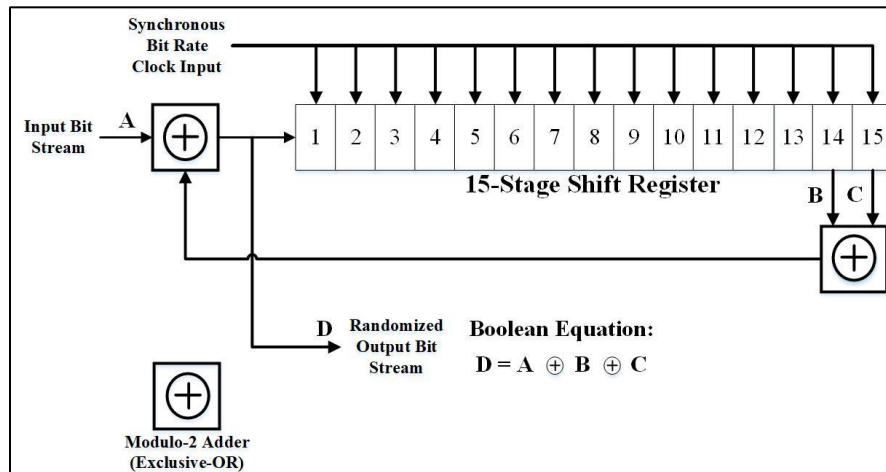 Synchronous
Bit Rate
Clock Input
Input Bit
Stream
A
1 2 3 4 5 6 7 8 9 10 11 12 13 14 15
15-Stage Shift Register
B C
D
Randomized
Output Bit
Stream
Boolean Equation:
D = A ⊕ B ⊕ C
Modulo-2 Adder
(Exclusive-OR)